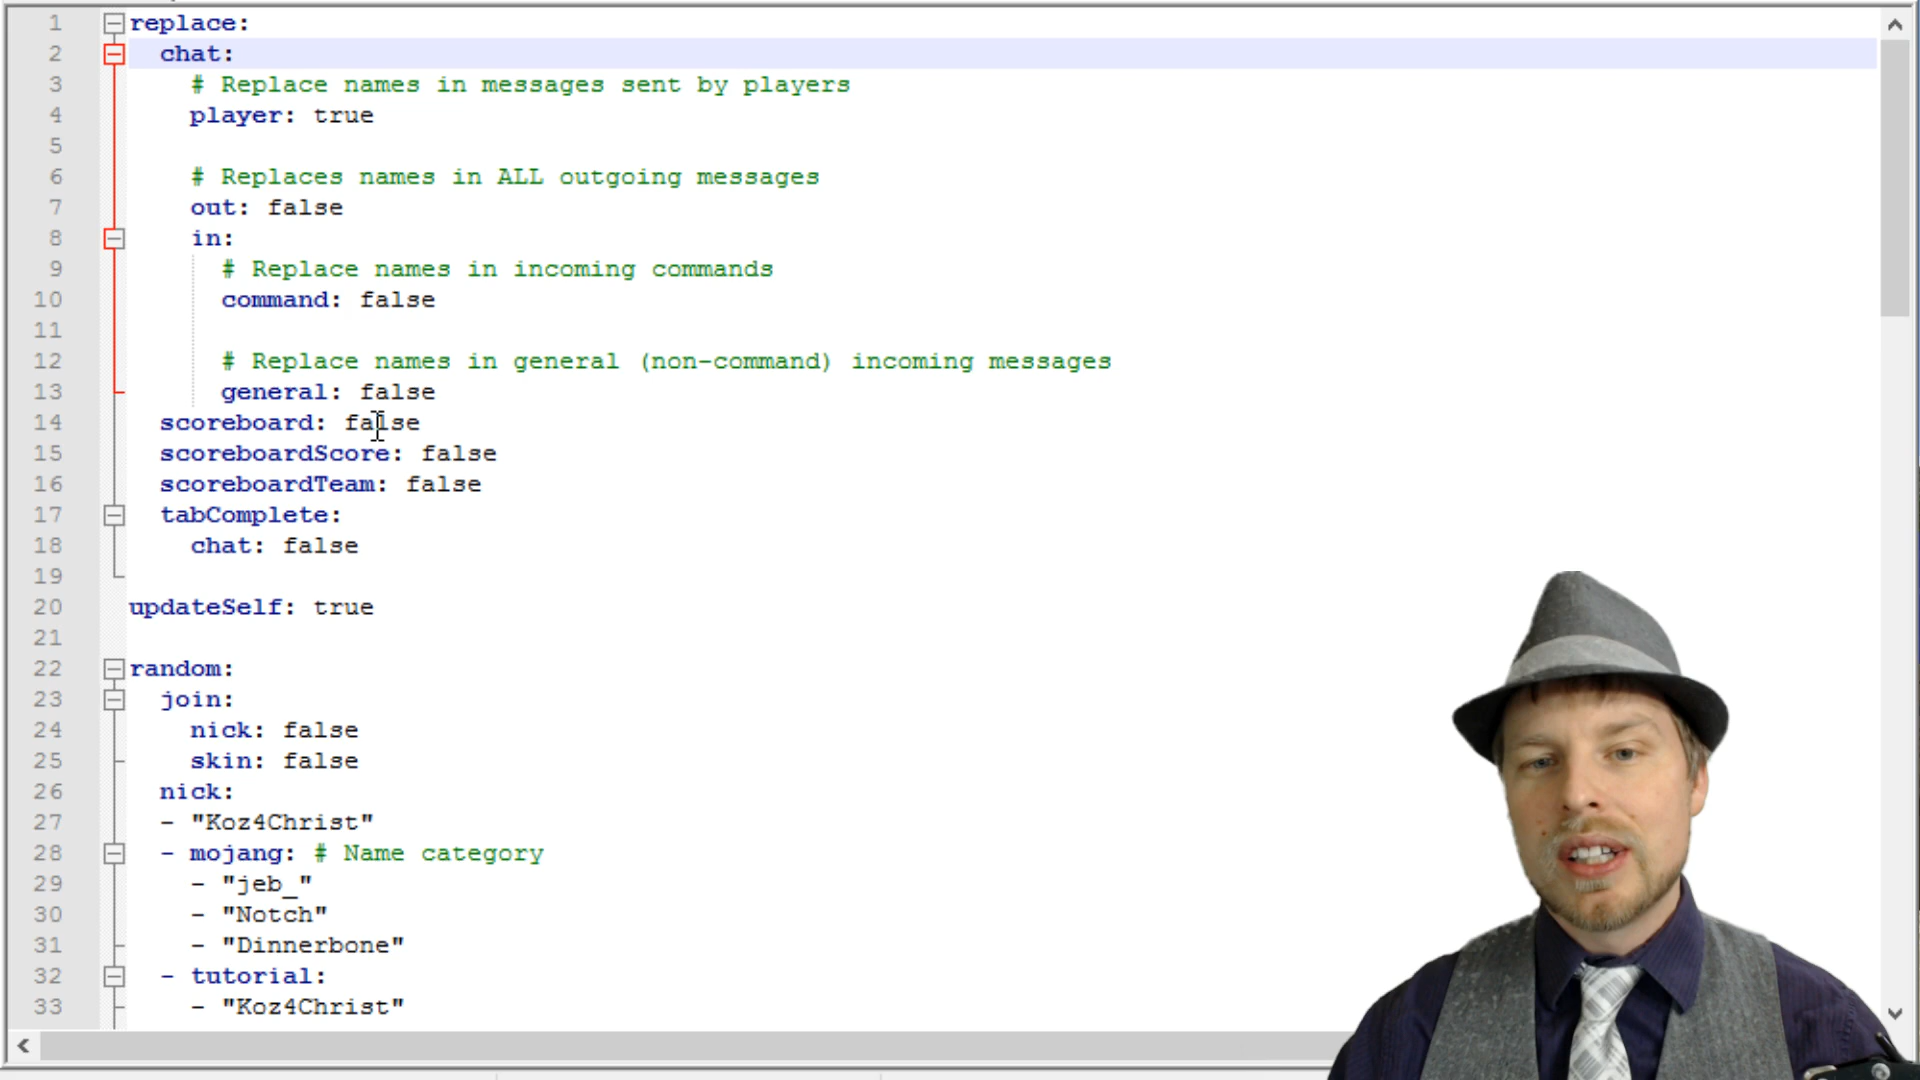 1 replace:
2 chat:
3 # Replace names in messages sent by players
4 player: true
5
6 # Replaces names in ALL outgoing messages
7 out: false
8 in:
9 # Replace names in incoming commands
10 command: false
11
12 # Replace names in general (non-command) incoming messages
13 general: false
14 scoreboard: false
15 scoreboardScore: false
16 scoreboardTeam: false
17 tabComplete:
18 chat: false
19
20 updateSelf: true
21
22 random:
23 join:
24 nick: false
25 skin: false
26 nick:
27 - "Koz4Christ"
28 - mojang: # Name category
29 - "jeb_"
30 - "Notch"
31 - "Dinnerbone"
32 - tutorial:
33 - "Koz4Christ"